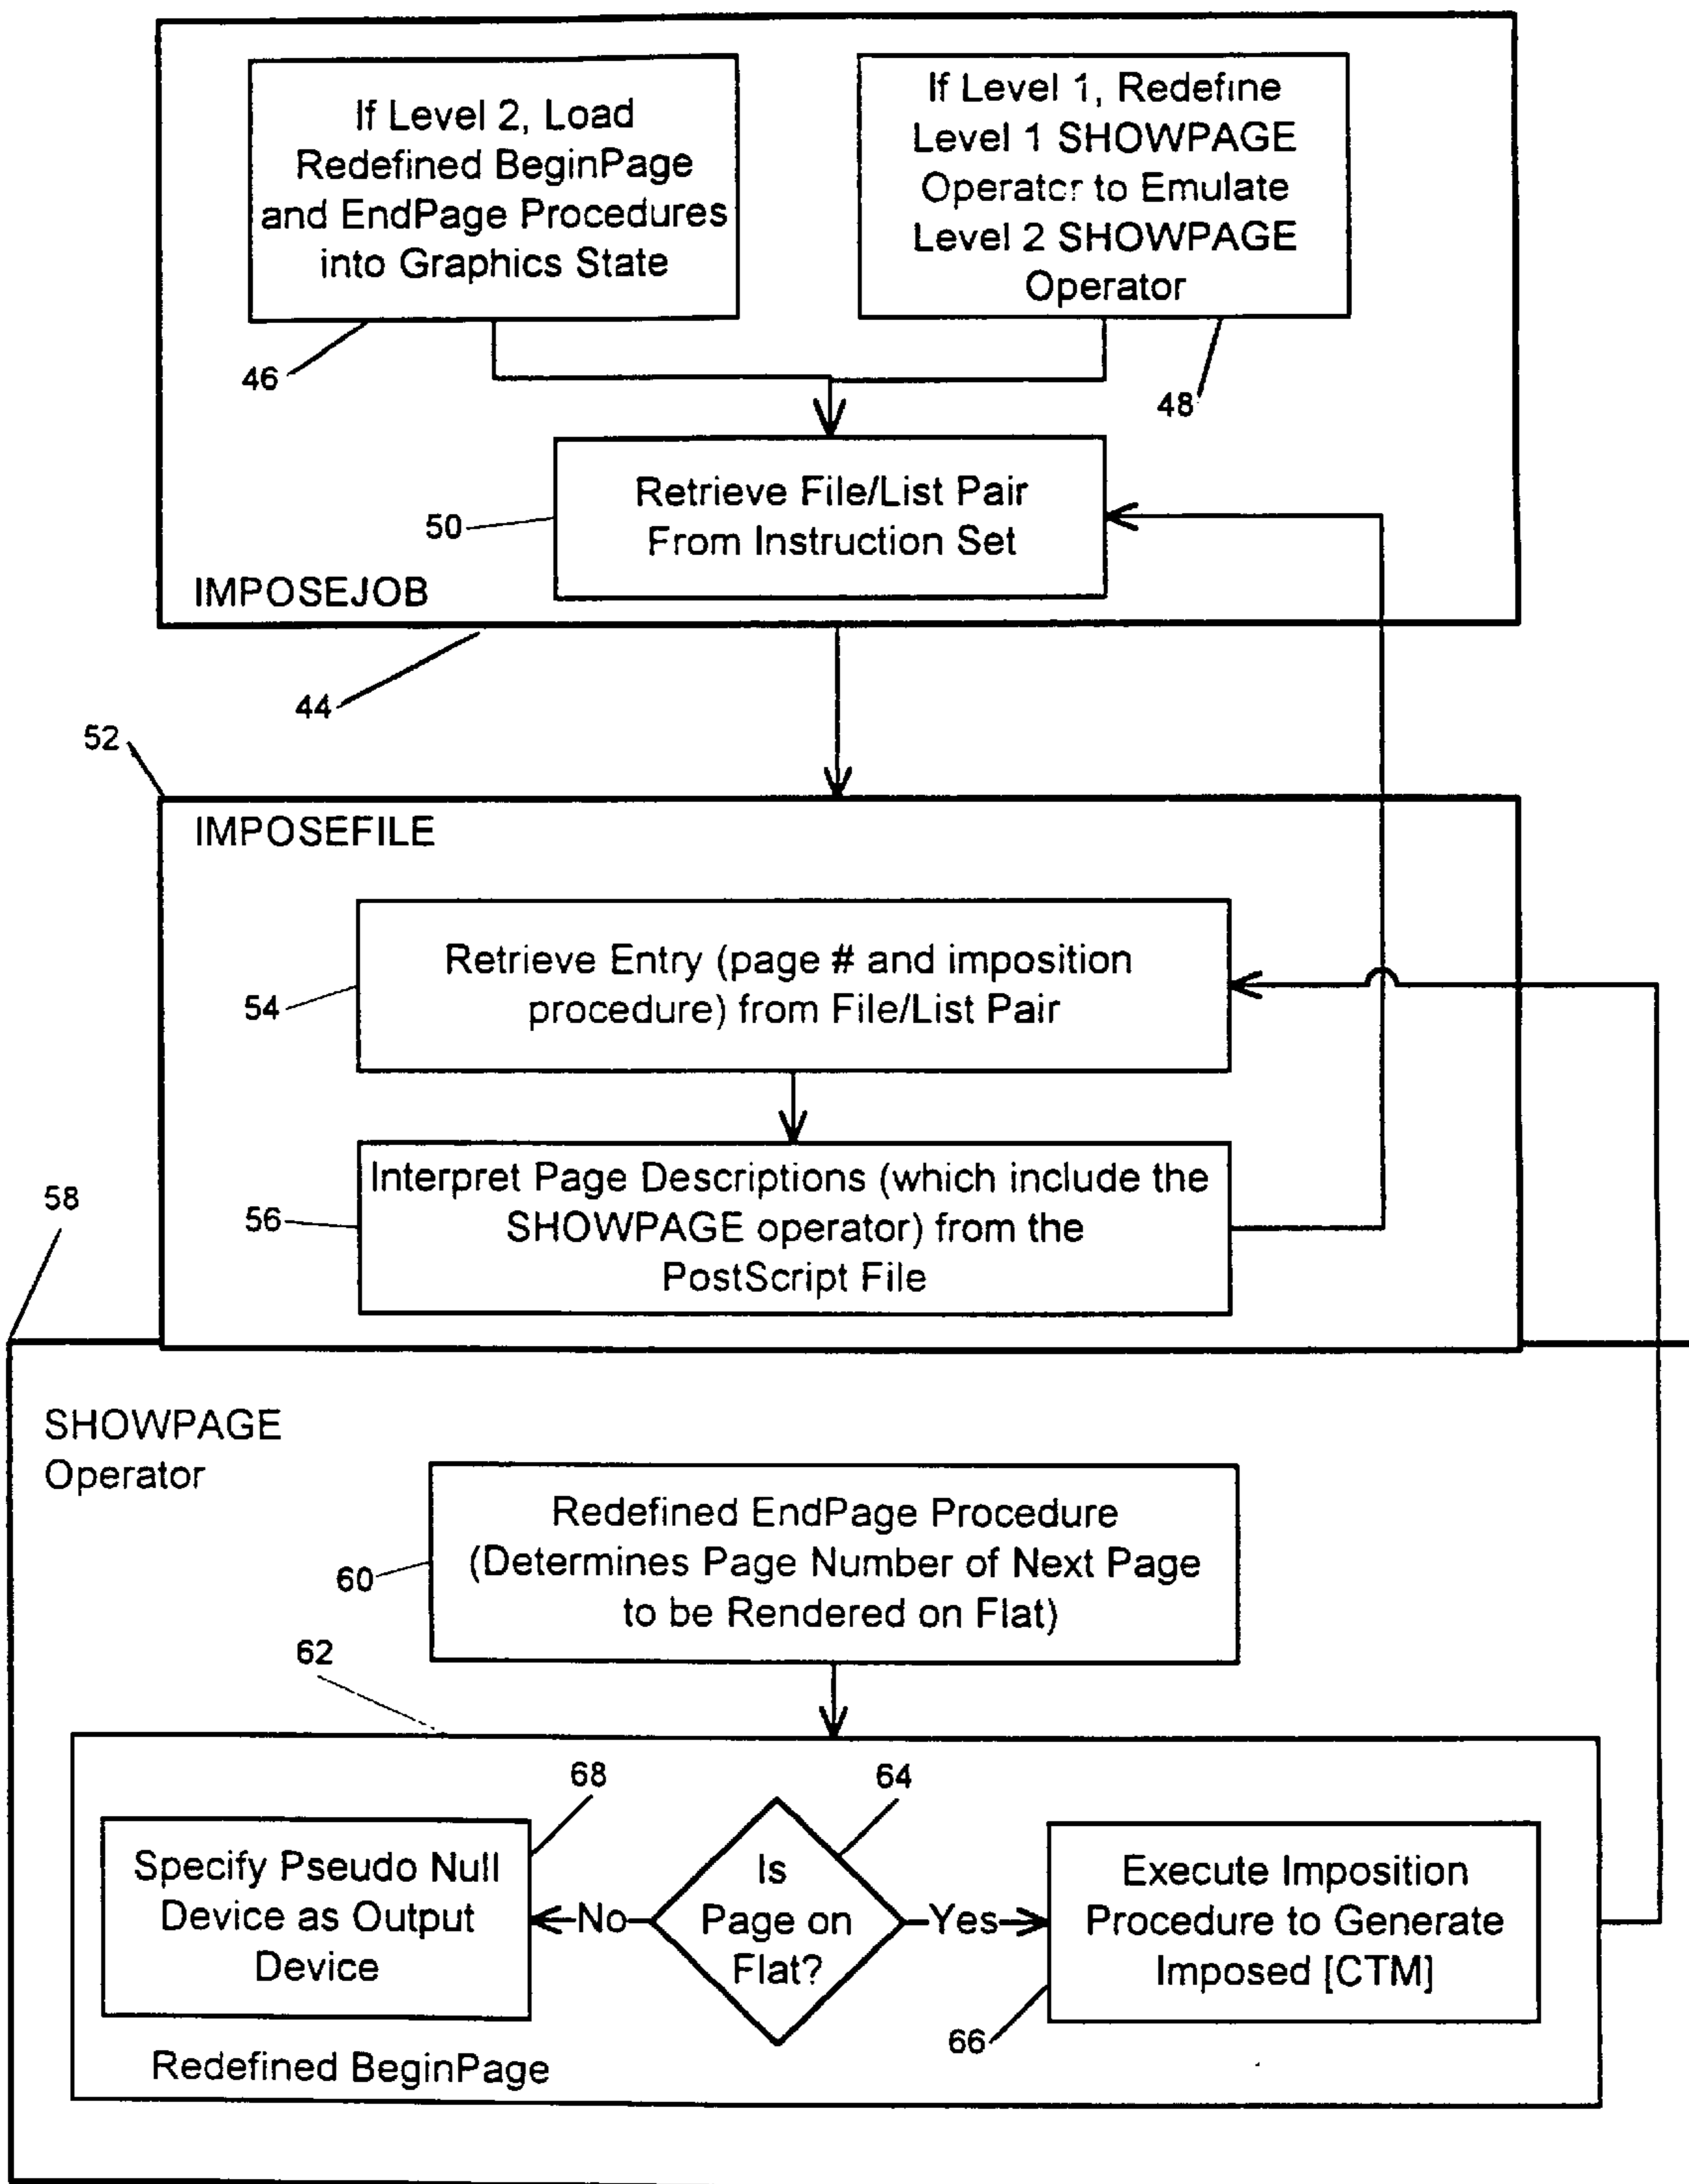 If Level 2, Load
Redefined BeginPage
and EndPage Procedures
into Graphics State
If Level 1, Redefine
Level 1 SHOWPAGE
Operator to Emulate
Level 2 SHOWPAGE
Operator
46
48
Retrieve File/List Pair
From Instruction Set
50
IMPOSEJOB
44
52
IMPOSEFILE
Retrieve Entry (page # and imposition
procedure) from File/List Pair
54
Interpret Page Descriptions (which include the
SHOWPAGE operator) from the
PostScript File
56
58
SHOWPAGE
Operator
Redefined EndPage Procedure
(Determines Page Number of Next Page
to be Rendered on Flat)
60
62
68
64
Specify Pseudo Null
Device as Output
Device
No
Is
Page on
Flat?
Yes
Execute Imposition
Procedure to Generate
Imposed [CTM]
66
Redefined BeginPage